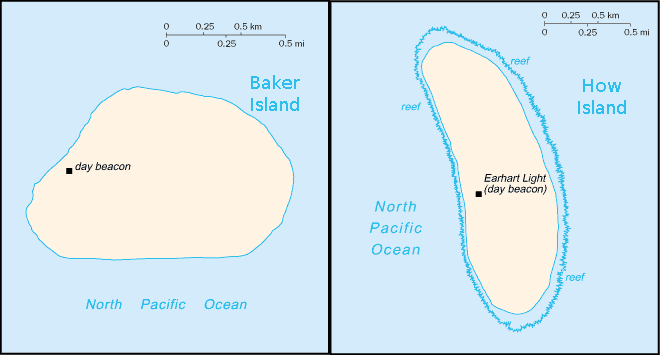 0 0.25 0.5 km
0 0.25 0.5 mi
Baker
Island
day beacon
North Pacific Ocean
0 0.25 0.5 km
0 0.25 0.5 mi
reef
How
Island
reef
Earhart Light
(day beacon)
North
Pacific
Ocean
reef